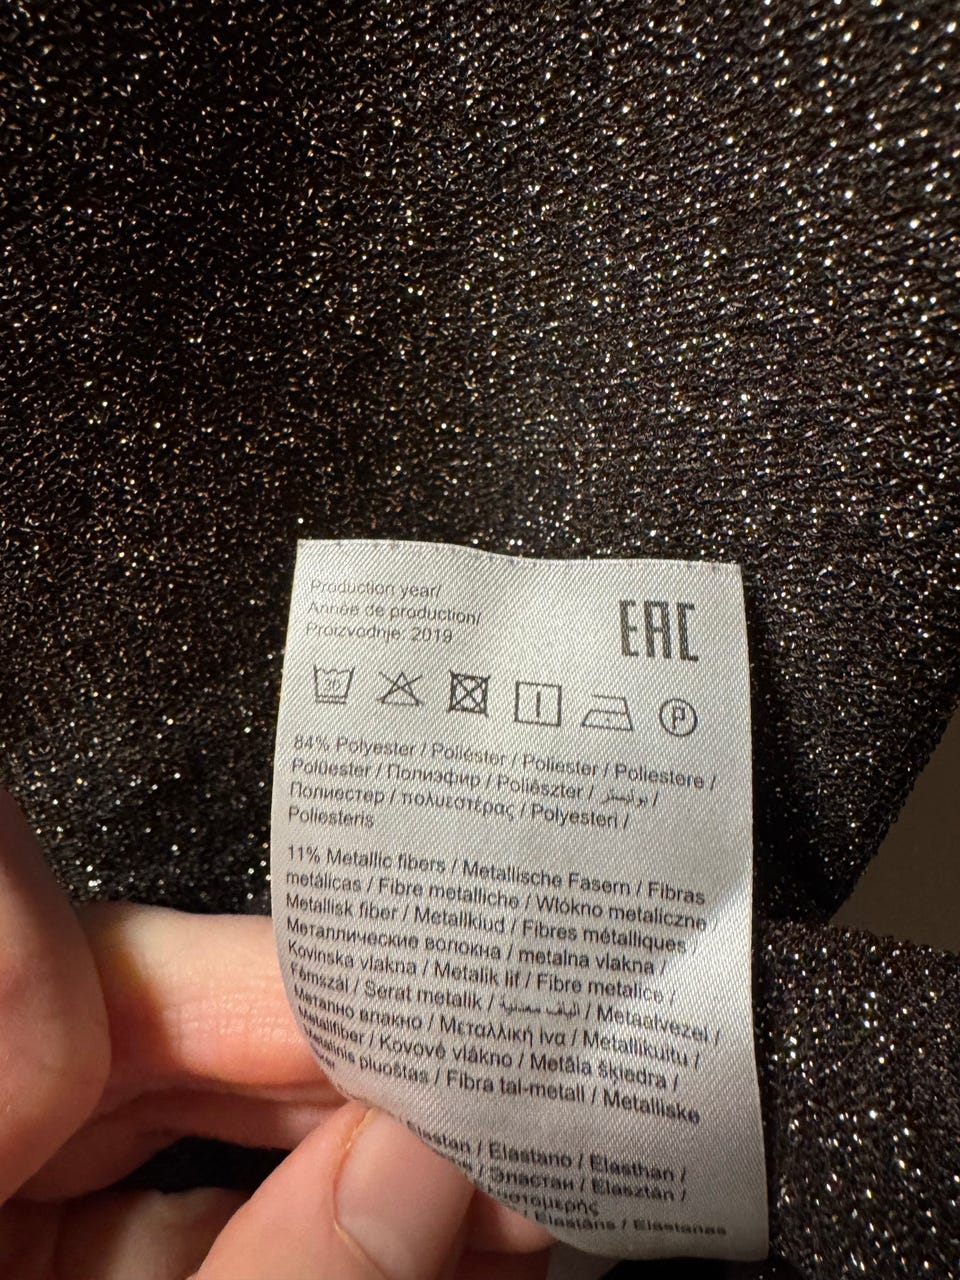 Production year/
Année de production/
Proizvodnje: 2019
EAC
P
84% Polyester / Poliéster / Poliester / Poliestere /
Polüester / Полиэфир / Poliészter / بوليستر /
Полиестер / πολυεστέρας / Polyesteri /
Poliesteris
11% Metallic fibers / Metallische Fasern / Fibras
metálicas / Fibre metalliche / Włókno metaliczne
Metallisk fiber / Metallkiud / Fibres métalliques /
Металлические волокна / metalna vlakna /
Kovinska vlakna / Metalik lif / Fibre metalice /
Fémszál / Serat metalik / ألياف معدنية / Metaalvezel /
Метално влакно / Μεταλλική ίνα / Metallikuitu /
Metallfiber / Kovové vlákno / Metāla šķiedra /
pluoštas / Fibra tal-metall / Metalliske
Elastan / Elastano / Elasthan /
/ Эластан / Elasztán /
/ Elastāns / Elastanas